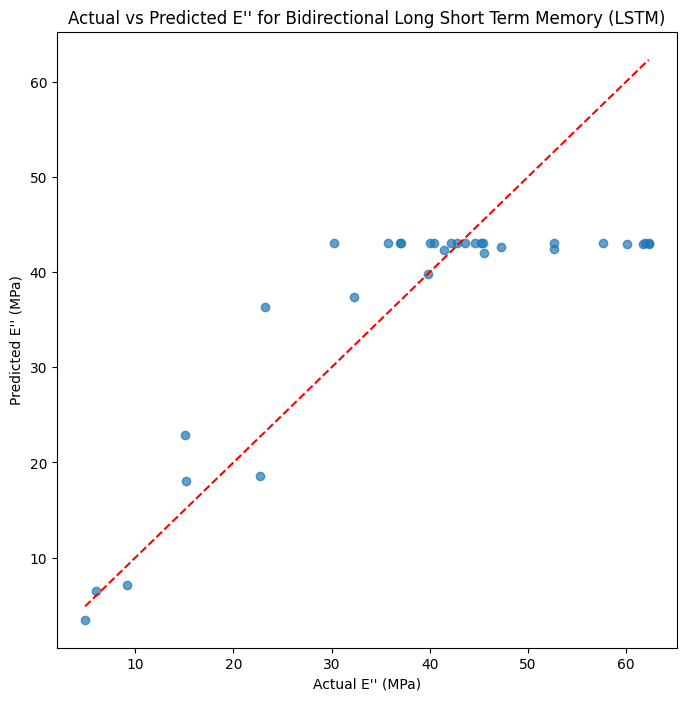 Actual vs Predicted E'' for Bidirectional Long Short Term Memory (LSTM)
60
50
40
30
20
10
Predicted E'' (MPa)
10 20 30 40 50 60
Actual E'' (MPa)